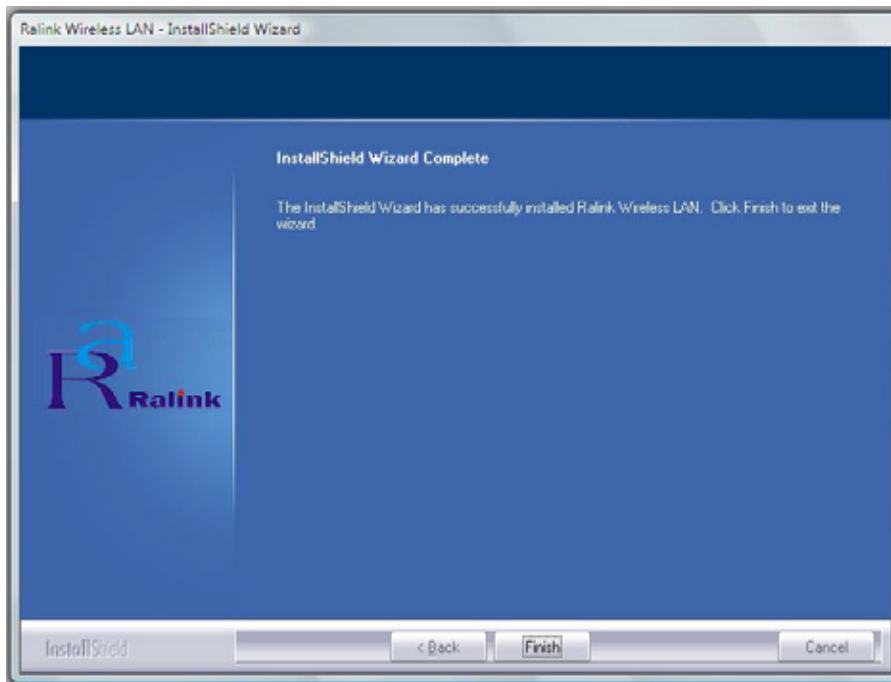 Ralink Wireless LAN - InstallShield Wizard
InstallShield Wizard Complete
The InstallShield Wizard has successfully installed Ralink Wireless LAN. Click Finish to exit the
wizard.
Ra
Ralink
InstallShield
< Back
Finish
Cancel